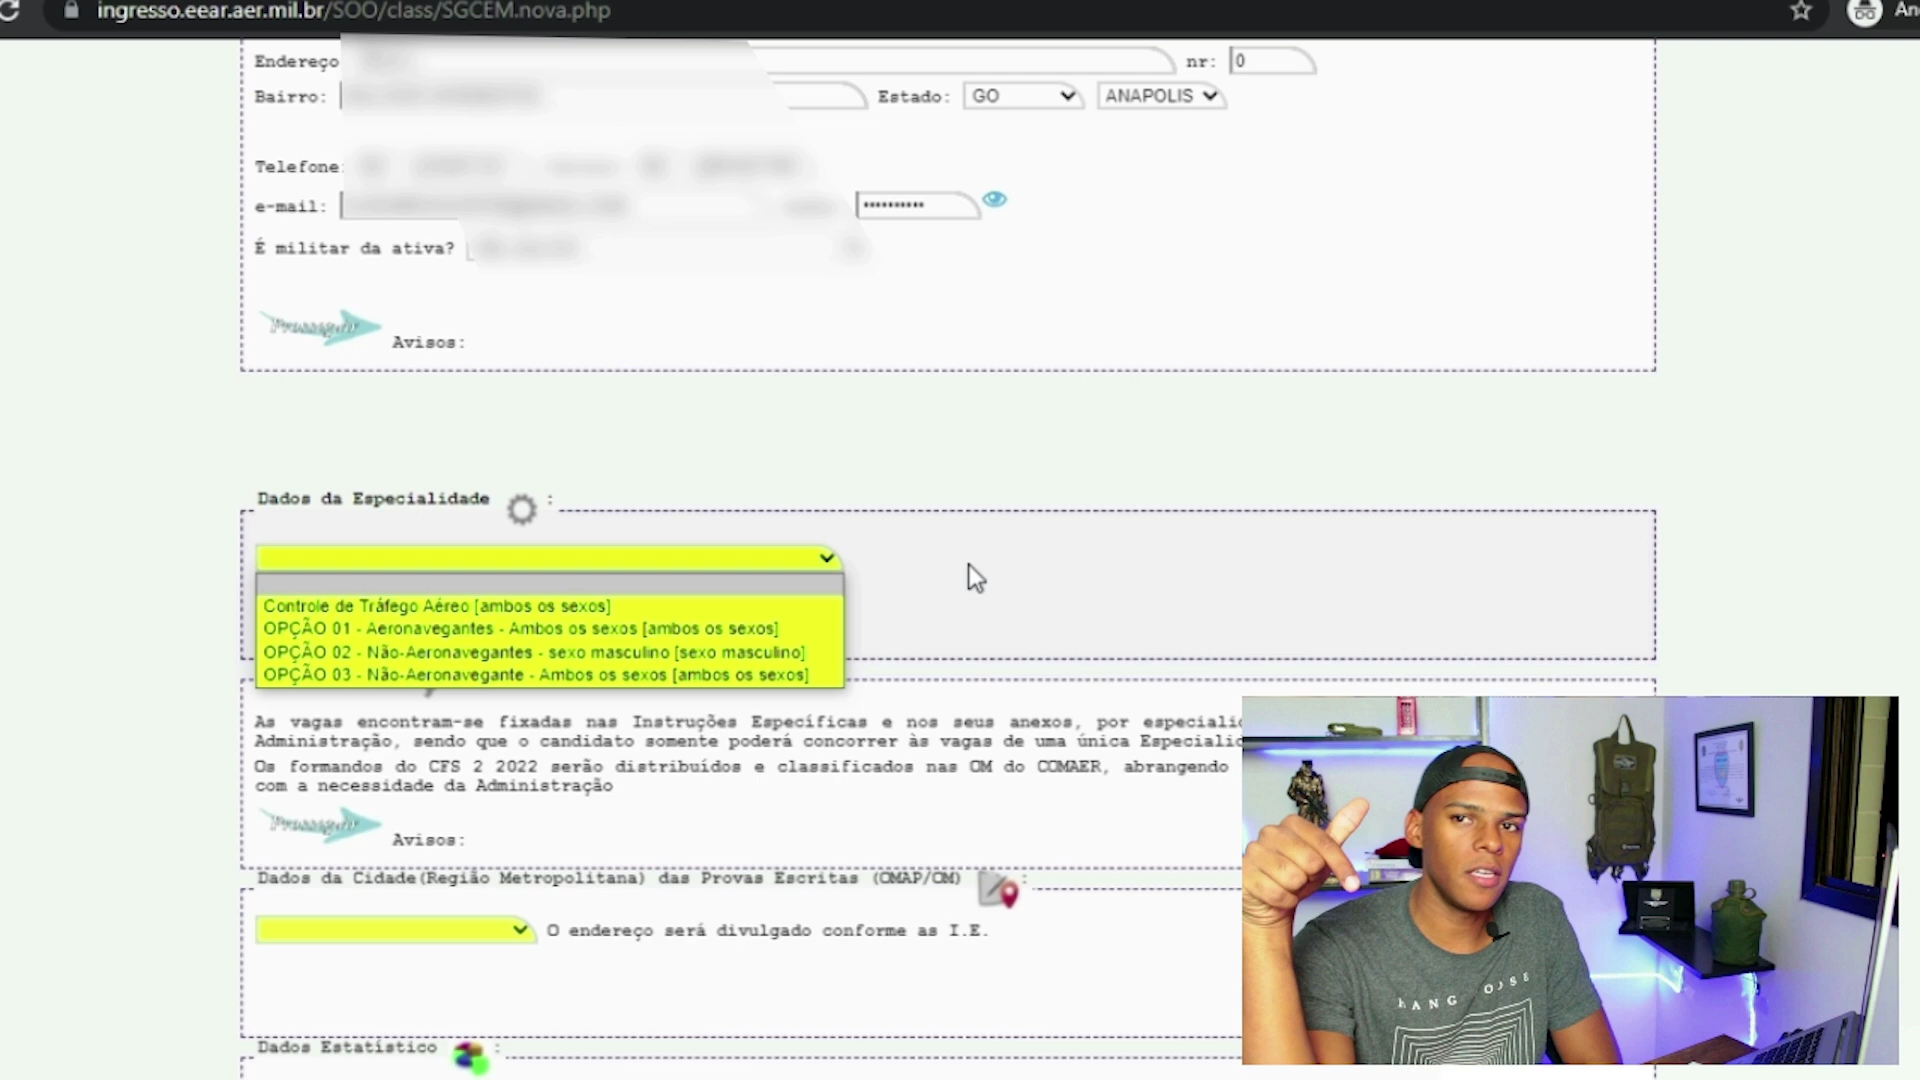 ingresso.eear.aer.mil.br/SOO/class/SGCEM.nova.php
Endereço nr: 0
Bairro: Estado: GO ANAPOLIS
Telefone:
e-mail: ••••••••••
É militar da ativa?
Prosseguir
Avisos:
Dados da Especialidade :
Controle de Tráfego Aéreo [ambos os sexos]
OPÇÃO 01 - Aeronavegantes - Ambos os sexos [ambos os sexos]
OPÇÃO 02 - Não-Aeronavegantes - sexo masculino [sexo masculino]
OPÇÃO 03 - Não-Aeronavegante - Ambos os sexos [ambos os sexos]
As vagas encontram-se fixadas nas Instruções Específicas e nos seus anexos, por especialic
Administração, sendo que o candidato somente poderá concorrer às vagas de uma única Especialic
Os formandos do CFS 2 2022 serão distribuídos e classificados nas OM do COMAER, abrangendo
com a necessidade da Administração
Prosseguir
Avisos:
Dados da Cidade(Região Metropolitana) das Provas Escritas (OMAP/OM) :
O endereço será divulgado conforme as I.E.
Dados Estatístico :